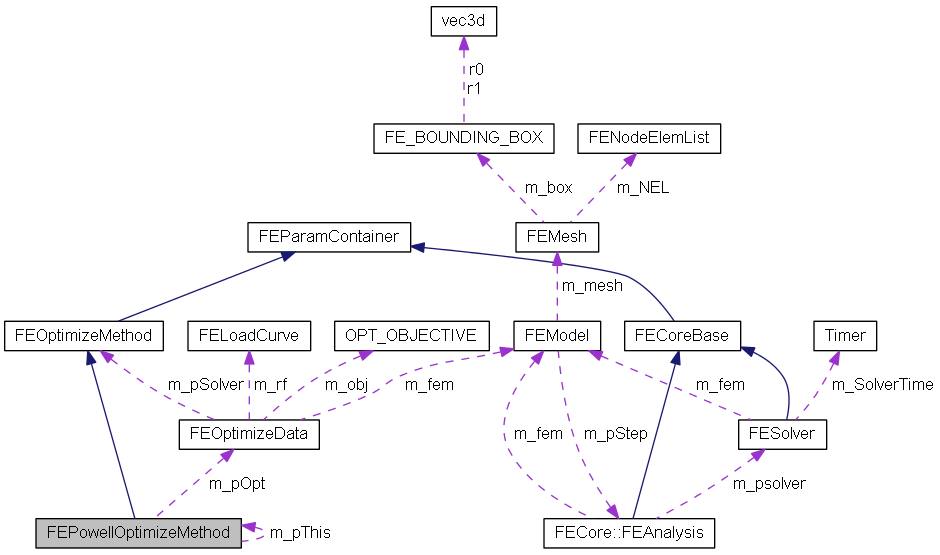 vec3d
r0
r1
FE_BOUNDING_BOX
FENodeElemList
m_box
m_NEL
FEParamContainer
FEMesh
m_mesh
FEOptimizeMethod
FELoadCurve
OPT_OBJECTIVE
FEModel
FECoreBase
Timer
m_pSolver
m_rf
m_obj
m_fem
m_fem
m_SolverTime
FEOptimizeData
m_fem
m_pStep
FESolver
m_pOpt
m_psolver
FEPowellOptimizeMethod
m_pThis
FECore::FEAnalysis